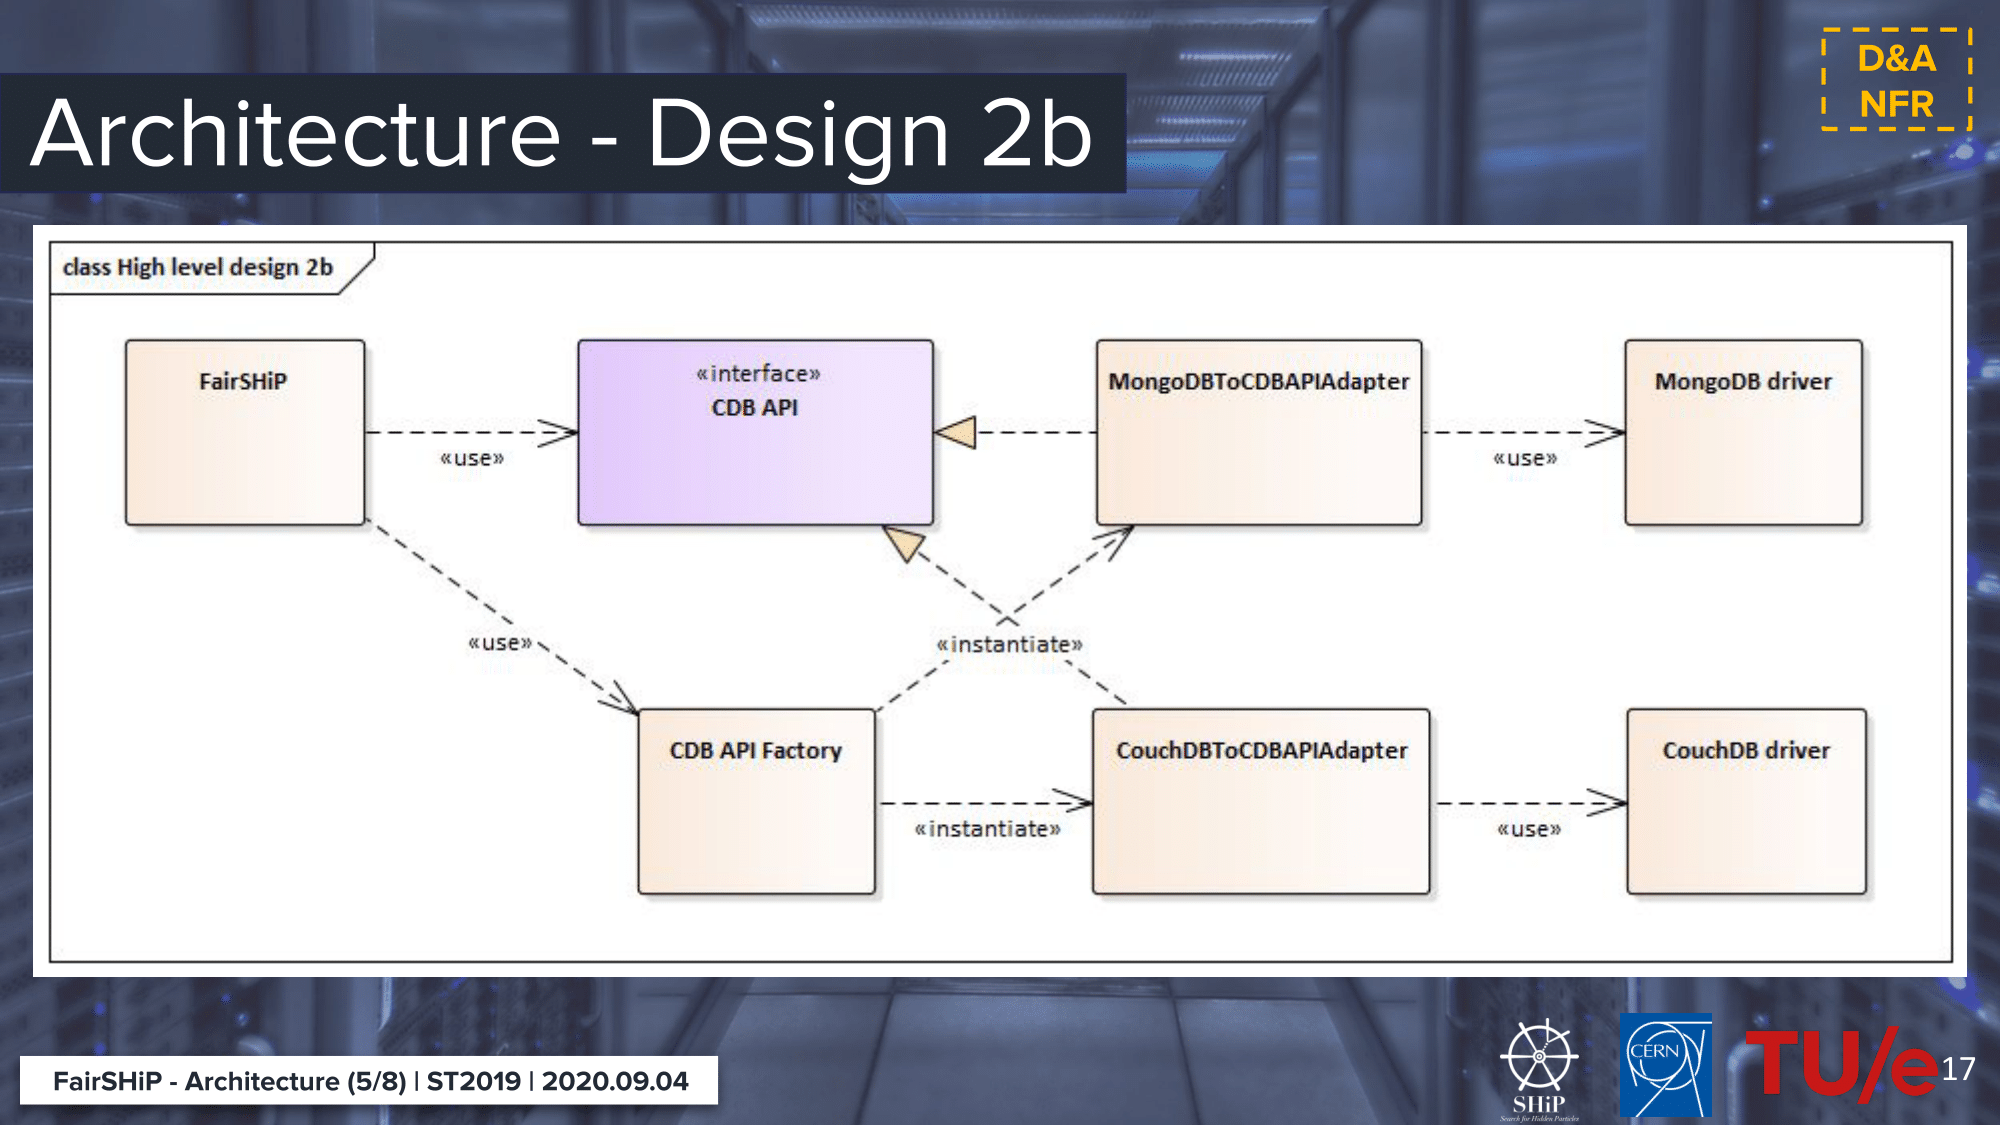 D&A
NFR
Architecture - Design 2b
class High level design 2b
FairSHiP
«interface»
CDB API
MongoDBToCDBAPIAdapter
MongoDB driver
«use»
«use»
«use»
«instantiate»
CDB API Factory
CouchDBToCDBAPIAdapter
CouchDB driver
«instantiate»
«use»
FairSHiP - Architecture (5/8) | ST2019 | 2020.09.04
SHiP
Search for Hidden Particles
CERN
TU/e
17